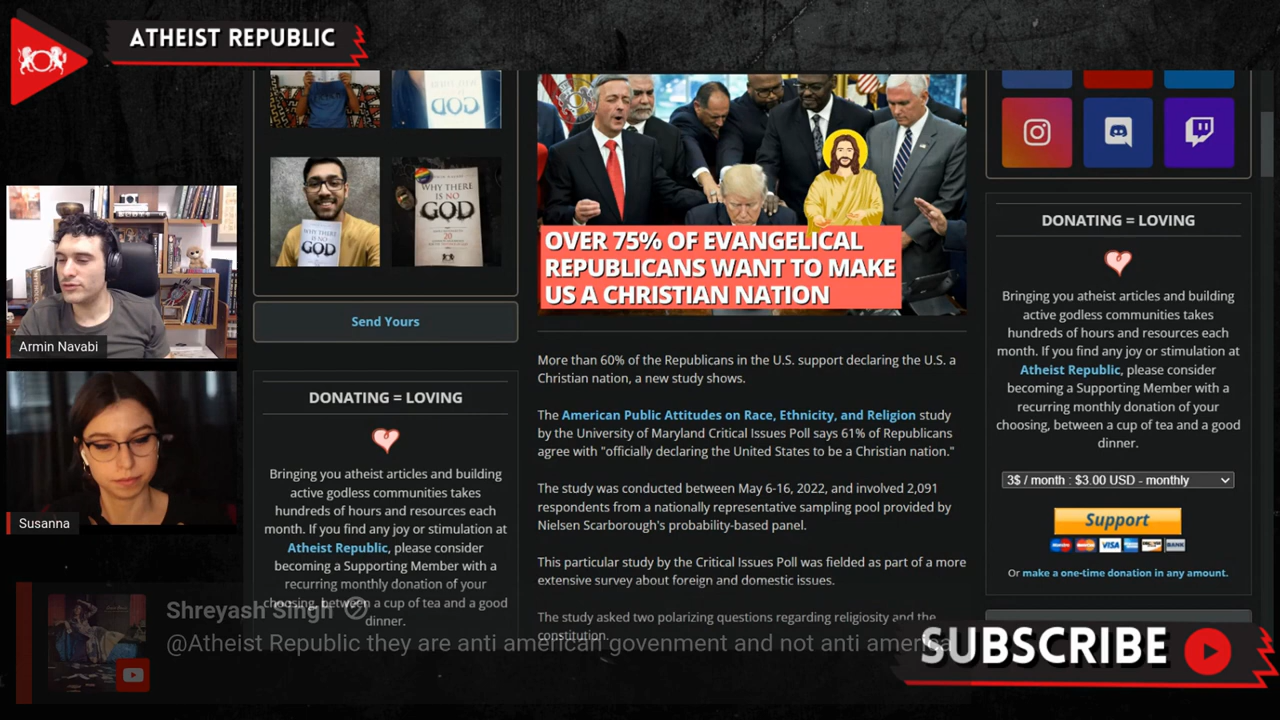 ATHEIST REPUBLIC
GOD
WHY THERE IS NO
GOD
WHY THERE
IS NO
GOD
Send Yours
DONATING = LOVING
Bringing you atheist articles and building
active godless communities takes
hundreds of hours and resources each
month. If you find any joy or stimulation at
Atheist Republic, please consider
becoming a Supporting Member with a
recurring monthly donation of your
choosing, between a cup of tea and a good
dinner.
OVER 75% OF EVANGELICAL
REPUBLICANS WANT TO MAKE
US A CHRISTIAN NATION
More than 60% of the Republicans in the U.S. support declaring the U.S. a
Christian nation, a new study shows.
The American Public Attitudes on Race, Ethnicity, and Religion study
by the University of Maryland Critical Issues Poll says 61% of Republicans
agree with "officially declaring the United States to be a Christian nation."
The study was conducted between May 6-16, 2022, and involved 2,091
respondents from a nationally representative sampling pool provided by
Nielsen Scarborough's probability-based panel.
This particular study by the Critical Issues Poll was fielded as part of a more
extensive survey about foreign and domestic issues.
The study asked two polarizing questions regarding religiosity and the
constitution.
DONATING = LOVING
Bringing you atheist articles and building
active godless communities takes
hundreds of hours and resources each
month. If you find any joy or stimulation at
Atheist Republic, please consider
becoming a Supporting Member with a
recurring monthly donation of your
choosing, between a cup of tea and a good
dinner.
3$ / month : $3.00 USD - monthly
Support
VISA
BANK
Or make a one-time donation in any amount.
Armin Navabi
Susanna
Shreyash Singh
@Atheist Republic they are anti american govenment and not anti america
SUBSCRIBE